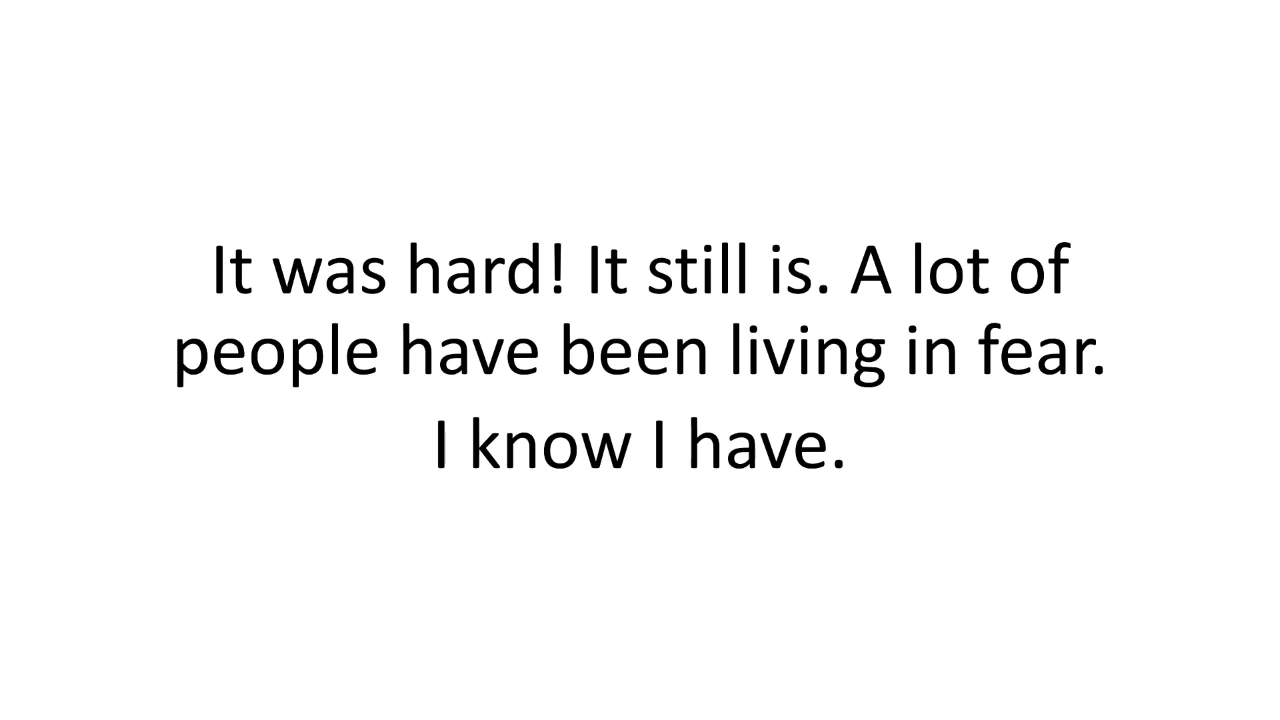 It was hard! It still is. A lot of
people have been living in fear.
I know I have.